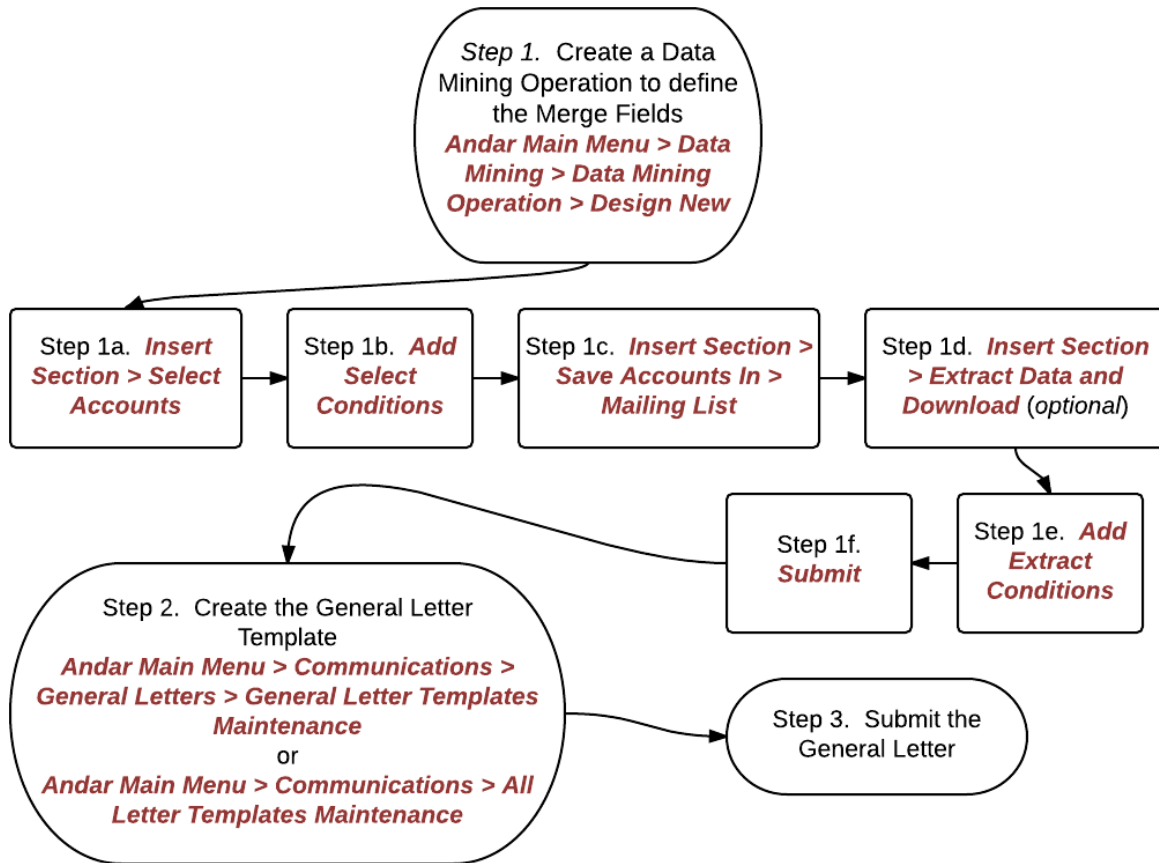 Step 1.  Create a Data
Mining Operation to define
the Merge Fields
Andar Main Menu > Data
Mining > Data Mining
Operation > Design New
Step 1a.  Insert
Section > Select
Accounts
Step 1b.  Add
Select
Conditions
Step 1c.  Insert Section >
Save Accounts In >
Mailing List
Step 1d.  Insert Section
> Extract Data and
Download (optional)
Step 1e.  Add
Extract
Conditions
Step 1f.
Submit
Step 2.  Create the General Letter
Template
Andar Main Menu > Communications >
General Letters > General Letter Templates
Maintenance
or
Andar Main Menu > Communications > All
Letter Templates Maintenance
Step 3.  Submit the
General Letter